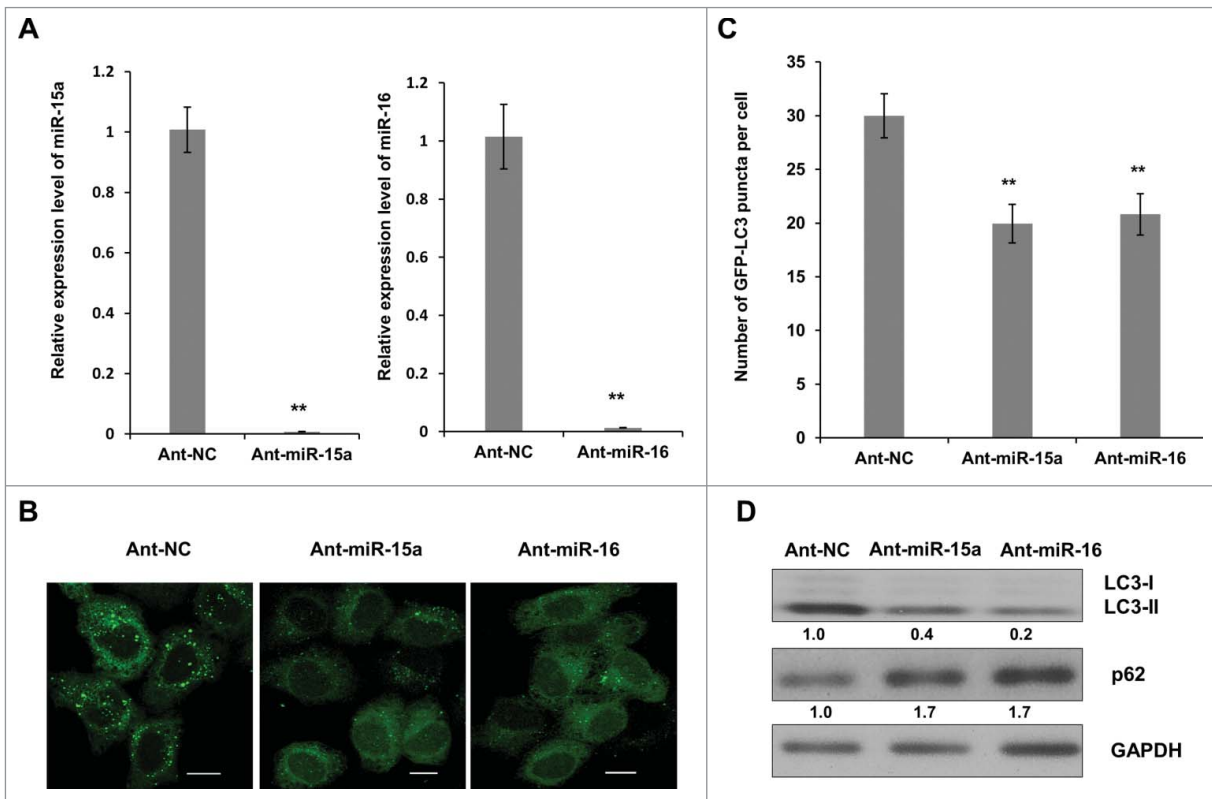 A
Relative expression level of miR-15a
1.2
1
0.8
0.6
0.4
0.2
0
**
Ant-NC Ant-miR-15a
Relative expression level of miR-16
1.2
1
0.8
0.6
0.4
0.2
0
**
Ant-NC Ant-miR-16
B
Ant-NC Ant-miR-15a Ant-miR-16
C
Number of GFP-LC3 puncta per cell
35
30
25
20
15
10
5
0
** **
Ant-NC Ant-miR-15a Ant-miR-16
D
Ant-NC Ant-miR-15a Ant-miR-16
LC3-I
LC3-II
1.0 0.4 0.2
p62
1.0 1.7 1.7
GAPDH